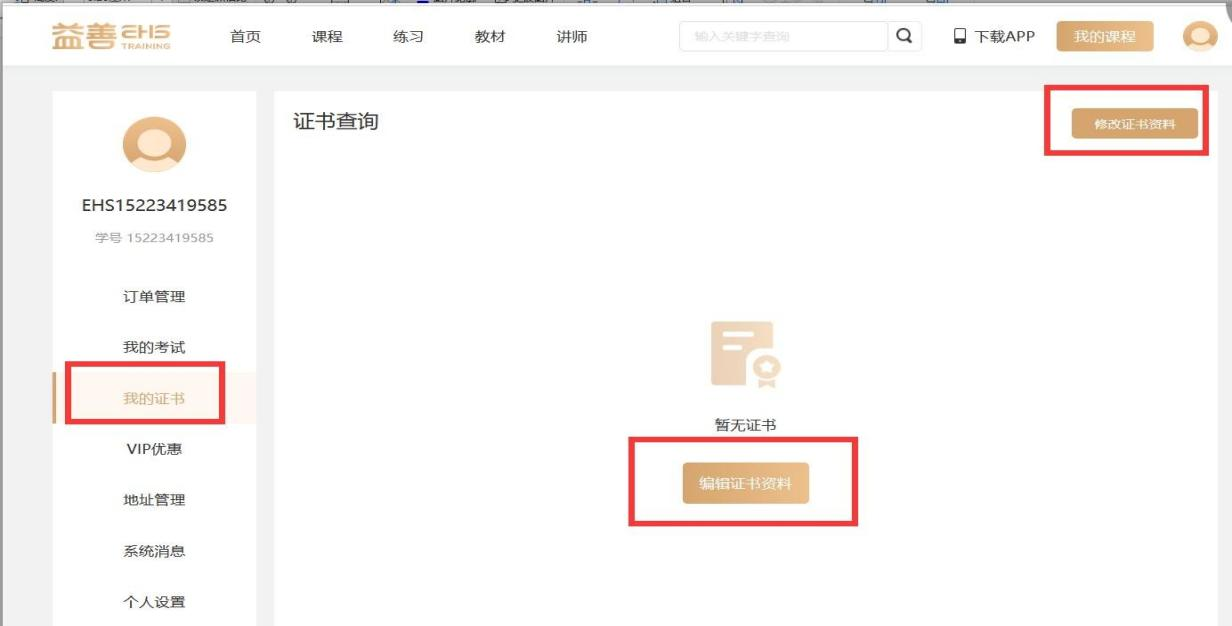 益善 EHS TRAINING 首页 课程 练习 教材 讲师 输入关键字查询 下载APP 我的课程
证书查询
修改证书资料
EHS15223419585
学号 15223419585
订单管理
我的考试
我的证书
VIP优惠
地址管理
系统消息
个人设置
暂无证书
编辑证书资料